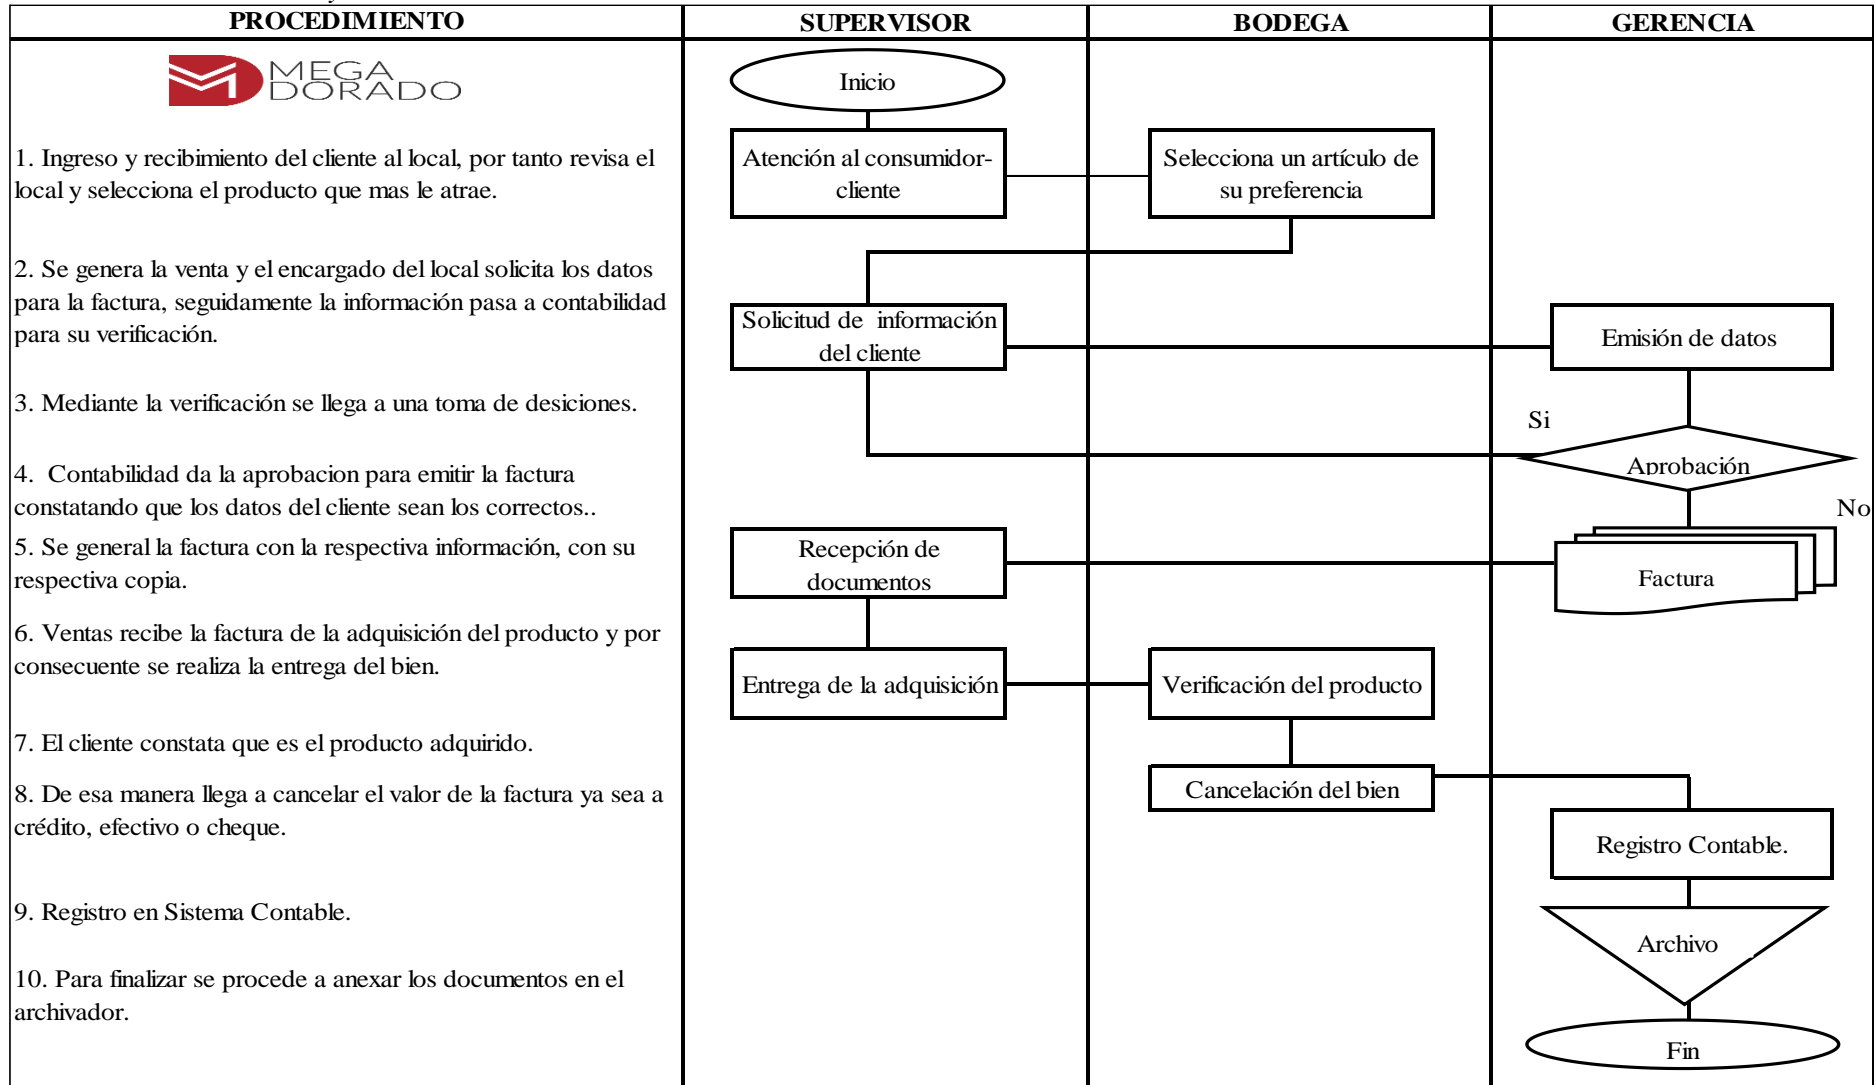 PROCEDIMIENTO
SUPERVISOR
BODEGA
GERENCIA
MEGA
DORADO
Inicio
1. Ingreso y recibimiento del cliente al local, por tanto revisa el
local y selecciona el producto que mas le atrae.
Atención al consumidor-
cliente
Selecciona un artículo de
su preferencia
2. Se genera la venta y el encargado del local solicita los datos
para la factura, seguidamente la información pasa a contabilidad
para su verificación.
Solicitud de información
del cliente
Emisión de datos
3. Mediante la verificación se llega a una toma de desiciones.
Si
Aprobación
No
4. Contabilidad da la aprobacion para emitir la factura
constatando que los datos del cliente sean los correctos..
5. Se general la factura con la respectiva información, con su
respectiva copia.
Recepción de
documentos
Factura
6. Ventas recibe la factura de la adquisición del producto y por
consecuente se realiza la entrega del bien.
Entrega de la adquisición
Verificación del producto
7. El cliente constata que es el producto adquirido.
8. De esa manera llega a cancelar el valor de la factura ya sea a
crédito, efectivo o cheque.
Cancelación del bien
Registro Contable.
9. Registro en Sistema Contable.
Archivo
10. Para finalizar se procede a anexar los documentos en el
archivador.
Fin